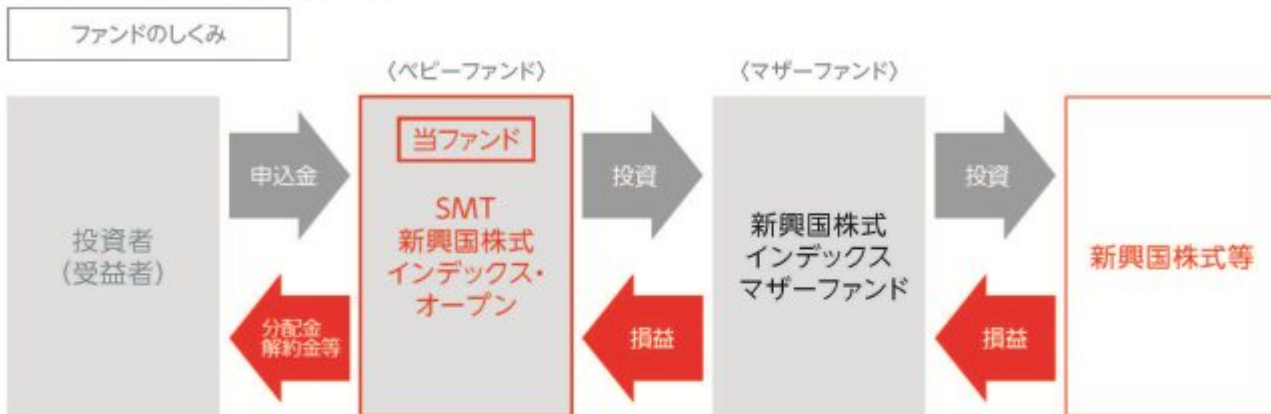 ファンドのしくみ
〈ベビーファンド〉
〈マザーファンド〉
投資者
(受益者)
申込金
分配金
解約金等
当ファンド
SMT
新興国株式
インデックス・
オープン
投資
損益
新興国株式
インデックス
マザーファンド
投資
損益
新興国株式等